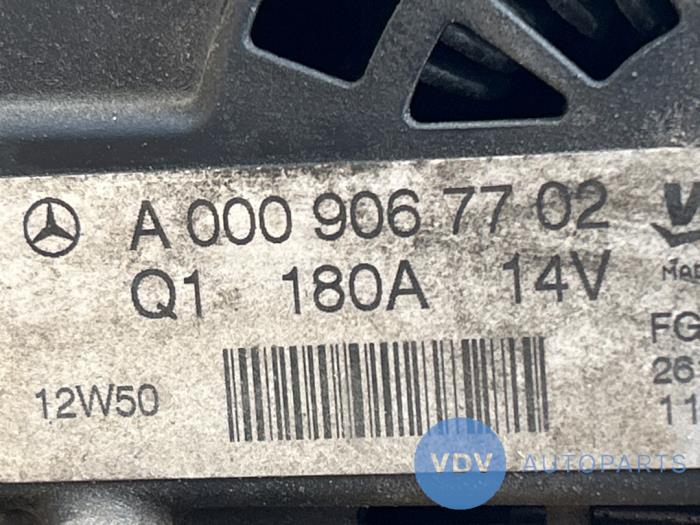 A 000 906 77 02
Q1 180A 14V
FG
26
12W50
11
VDV AUTOPARTS